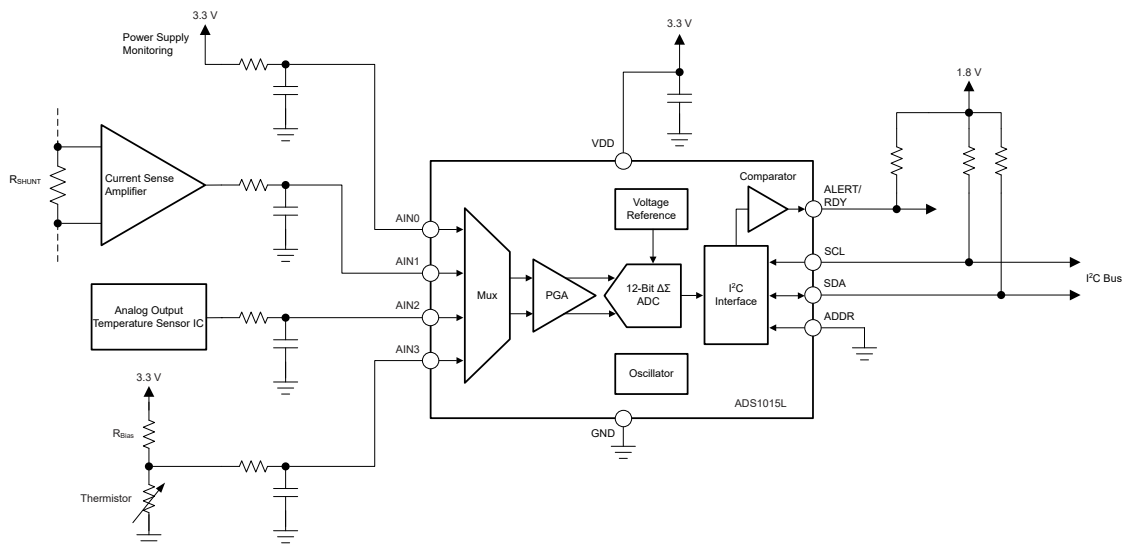 3.3 V
Power Supply
Monitoring
3.3 V
1.8 V
VDD
RSHUNT
Current Sense
Amplifier
Comparator
ALERT/
RDY
Voltage
Reference
AIN0
SCL
AIN1
Mux
PGA
12-Bit ΔΣ
ADC
I²C
Interface
I²C Bus
SDA
Analog Output
Temperature Sensor IC
AIN2
ADDR
AIN3
Oscillator
3.3 V
ADS1015L
GND
RBias
Thermistor